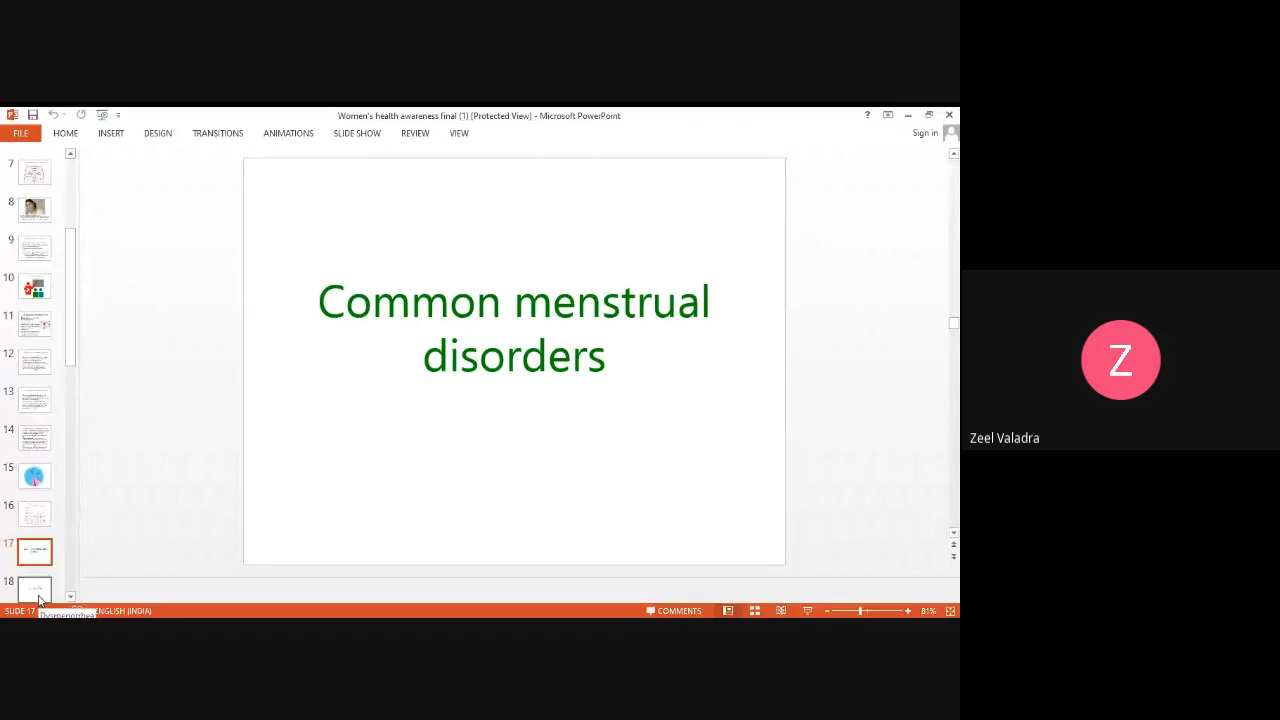 Women's health awareness final (1) [Protected View] - Microsoft PowerPoint
?
FILE HOME INSERT DESIGN TRANSITIONS ANIMATIONS SLIDE SHOW REVIEW VIEW
Sign in
7
8
9
10
11
12
13
14
15
16
17
18
Common menstrual
disorders
Dysmenorrhea
SLIDE 17
ENGLISH (INDIA)
COMMENTS
81%
Z
Zeel Valadra